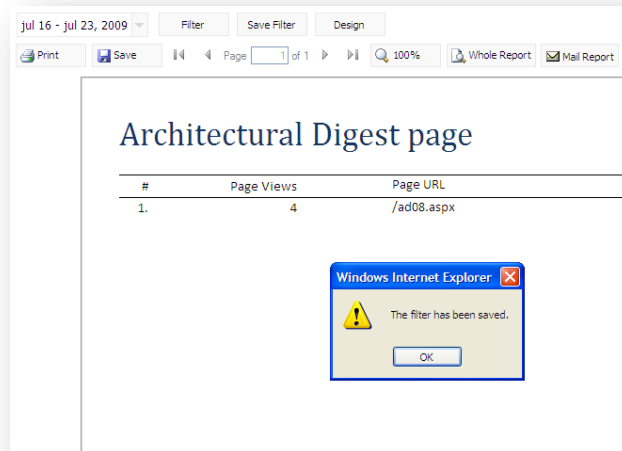 jul 16 - jul 23, 2009 Filter Save Filter Design
Print Save Page 1 of 1 100% Whole Report Mail Report
Architectural Digest page
# Page Views Page URL
1. 4 /ad08.aspx
Windows Internet Explorer
The filter has been saved.
OK